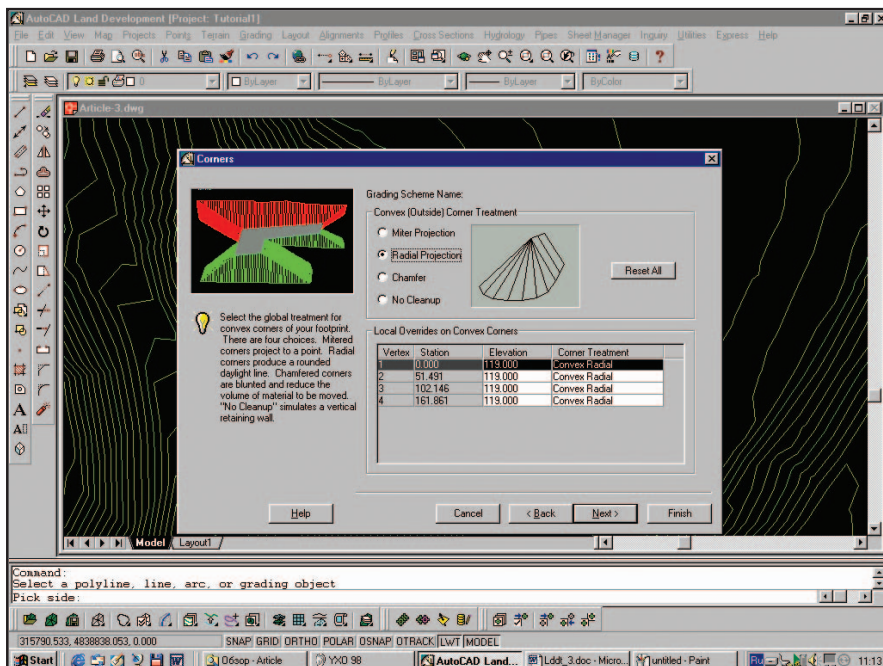 AutoCAD Land Development [Project: Tutorial1]
File Edit View Map Projects Points Terrain Grading Layout Alignments Profiles Cross Sections Hydrology Pipes Sheet Manager Inquiry Utilities Express Help
0 ByLayer ByLayer ByLayer ByColor
Article-3.dwg
Corners
Grading Scheme Name:
Convex (Outside) Corner Treatment
Miter Projection
Radial Projection
Chamfer
No Cleanup
Reset All
Select the global treatment for
convex corners of your footprint.
There are four choices. Mitered
corners project to a point. Radial
corners produce a rounded
daylight line. Chamfered corners
are blunted and reduce the
volume of material to be moved.
"No Cleanup" simulates a vertical
retaining wall.
Local Overrides on Convex Corners
Vertex Station Elevation Corner Treatment
1 0.000 119.000 Convex Radial
2 51.491 119.000 Convex Radial
3 102.146 119.000 Convex Radial
4 161.861 119.000 Convex Radial
Help Cancel < Back Next > Finish
Model Layout1
Command:
Select a polyline, line, arc, or grading object
Pick side:
315790.533, 4838838.053, 0.000 SNAP GRID ORTHO POLAR OSNAP OTRACK LWT MODEL
Start Обзор - Article YXO 98 AutoCAD Land... Lddt_3.doc - Micro... untitled - Paint Ru 11:13